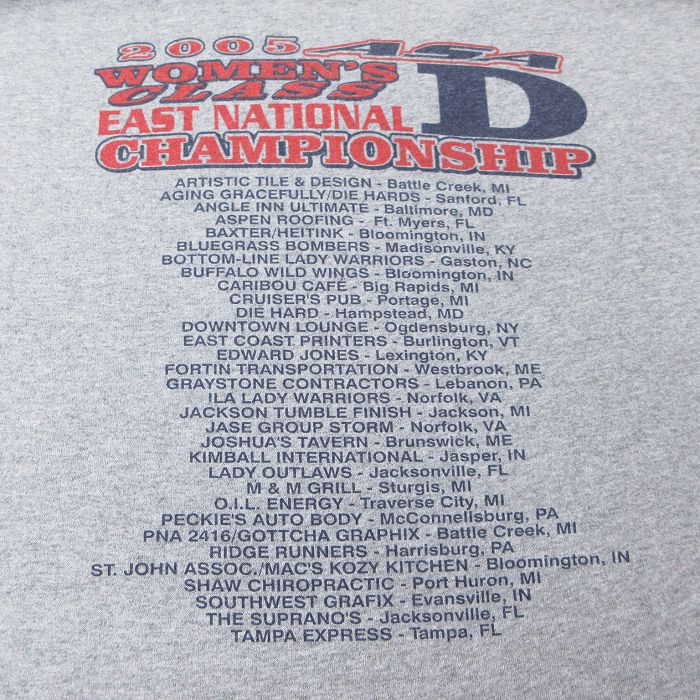 2005 ASA
WOMEN'S
CLASS D
EAST NATIONAL
CHAMPIONSHIP
ARTISTIC TILE & DESIGN - Battle Creek, MI
AGING GRACEFULLY/DIE HARDS - Sanford, FL
ANGLE INN ULTIMATE - Baltimore, MD
ASPEN ROOFING - Ft. Myers, FL
BAXTER/HEITINK - Bloomington, IN
BLUEGRASS BOMBERS - Madisonville, KY
BOTTOM-LINE LADY WARRIORS - Gaston, NC
BUFFALO WILD WINGS - Bloomington, IN
CARIBOU CAFÉ - Big Rapids, MI
CRUISER'S PUB - Portage, MI
DIE HARD - Hampstead, MD
DOWNTOWN LOUNGE - Ogdensburg, NY
EAST COAST PRINTERS - Burlington, VT
EDWARD JONES - Lexington, KY
FORTIN TRANSPORTATION - Westbrook, ME
GRAYSTONE CONTRACTORS - Lebanon, PA
ILA LADY WARRIORS - Norfolk, VA
JACKSON TUMBLE FINISH - Jackson, MI
JASE GROUP STORM - Norfolk, VA
JOSHUA'S TAVERN - Brunswick, ME
KIMBALL INTERNATIONAL - Jasper, IN
LADY OUTLAWS - Jacksonville, FL
M & M GRILL - Sturgis, MI
O.I.L. ENERGY - Traverse City, MI
PECKIE'S AUTO BODY - McConnellsburg, PA
PNA 2416/GOTTCHA GRAPHIX - Battle Creek, MI
RIDGE RUNNERS - Harrisburg, PA
ST. JOHN ASSOC./MAC'S KOZY KITCHEN - Bloomington, IN
SHAW CHIROPRACTIC - Port Huron, MI
SOUTHWEST GRAFIX - Evansville, IN
THE SUPRANO'S - Jacksonville, FL
TAMPA EXPRESS - Tampa, FL